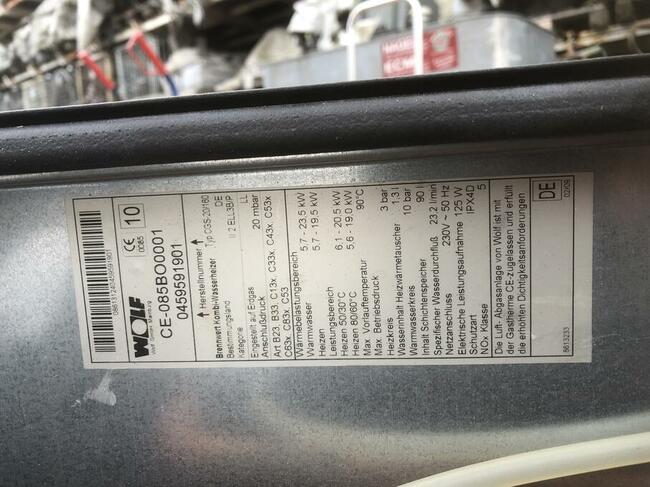 WOLF
CE
0085
10
CE-085BO0001
0459591901
Herstellnummer
Brennwert Kombi-Wasserheizer Typ CGS-20/160
Bestimmungsland DE
Kategorie II 2 ELL3B/P
Eingestellt auf Erdgas LL
Anschlußdruck 20 mbar
Art B23, B33, C13x, C33x, C43x, C53x
C63x, C83x, C53
Wärmebelastungsbereich
Warmwasser 5,7 - 23,5 kW
Heizen 5,7 - 19,5 kW
Leistungsbereich
Heizen 50/30°C 6,1 - 20,5 kW
Heizen 80/60°C 5,6 - 19,0 kW
Max. Vorlauftemperatur 90°C
Max. Betriebsdruck
Heizkreis 3 bar
Wasserinhalt Heizwärmetauscher 1,3 l
Warmwasserkreis 10 bar
Inhalt Schichtenspeicher 90 l
Spezifischer Wasserdurchfluß 23,2 l/min
Netzanschluss 230V ~ 50 Hz
Elektrische Leistungsaufnahme 125 W
Schutzart IPX4D
NOx Klasse 5
Die Luft- Abgasanlage von Wolf ist mit
der Gastherme CE-zugelassen und erfüllt
die erhöhten Dichtigkeitsanforderungen
DE
8613233
02/09